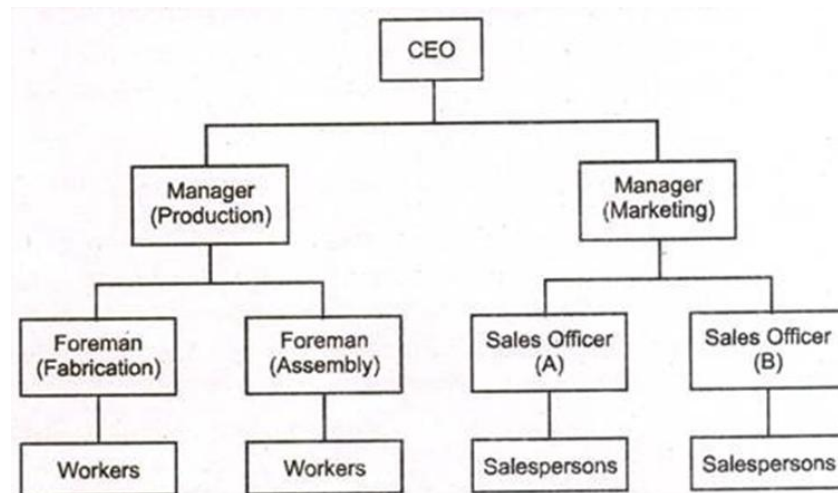 CEO
Manager
(Production)
Manager
(Marketing)
Foreman
(Fabrication)
Foreman
(Assembly)
Sales Officer
(A)
Sales Officer
(B)
Workers
Workers
Salespersons
Salespersons